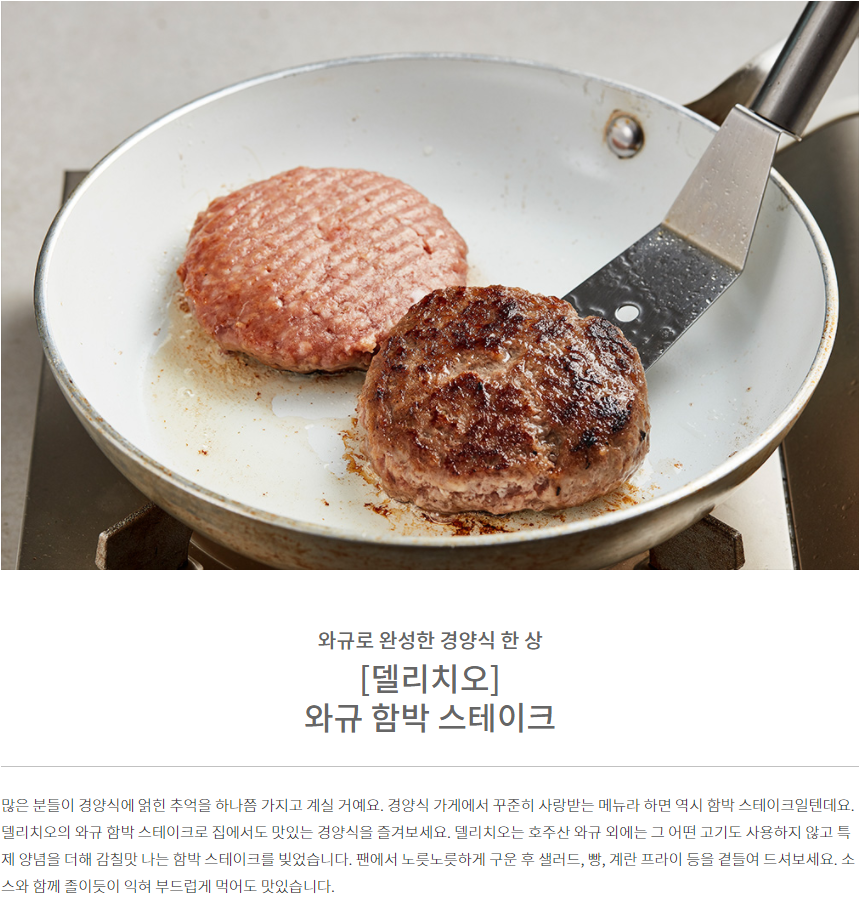 와규로 완성한 경양식 한 상
[델리치오]
와규 함박 스테이크
많은 분들이 경양식에 얽힌 추억을 하나쯤 가지고 계실 거예요. 경양식 가게에서 꾸준히 사랑받는 메뉴라 하면 역시 함박 스테이크일텐데요.
델리치오의 와규 함박 스테이크로 집에서도 맛있는 경양식을 즐겨보세요. 델리치오는 호주산 와규 외에는 그 어떤 고기도 사용하지 않고 특
제 양념을 더해 감칠맛 나는 함박 스테이크를 빚었습니다. 팬에서 노릇노릇하게 구운 후 샐러드, 빵, 계란 프라이 등을 곁들여 드셔보세요. 소
스와 함께 졸이듯이 익혀 부드럽게 먹어도 맛있습니다.